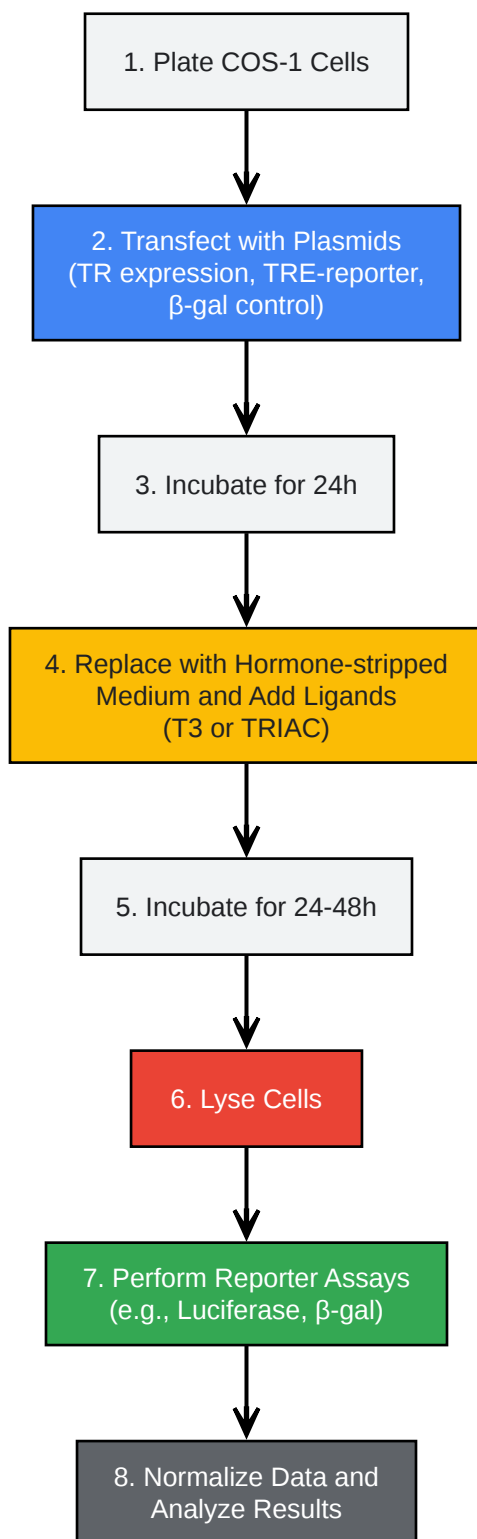 1. Plate COS-1 Cells
2. Transfect with Plasmids
(TR expression, TRE-reporter,
β-gal control)
3. Incubate for 24h
4. Replace with Hormone-stripped
Medium and Add Ligands
(T3 or TRIAC)
5. Incubate for 24-48h
6. Lyse Cells
7. Perform Reporter Assays
(e.g., Luciferase, β-gal)
8. Normalize Data and
Analyze Results